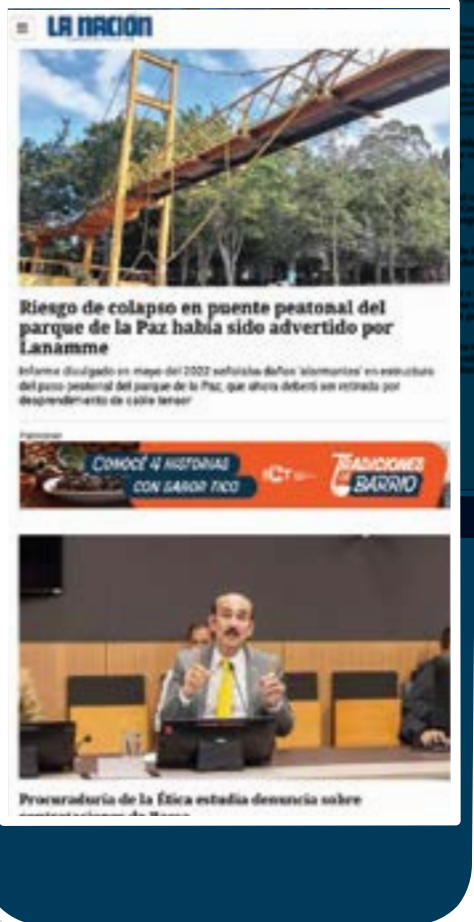 LA NACIÓN
Riesgo de colapso en puente peatonal del
parque de la Paz había sido advertido por
Lanamme
Informe divulgado en mayo del 2022 señalaba daños 'alarmantes' en estructura
del paso peatonal del parque de la Paz, que ahora deberá ser retirada por
desprendimiento de cable tensor
CONOCÉ 4 HISTORIAS
CON SABOR TICO
ICT
TRADICIONES
BARRIO
Procuraduría de la Ética estudia denuncia sobre